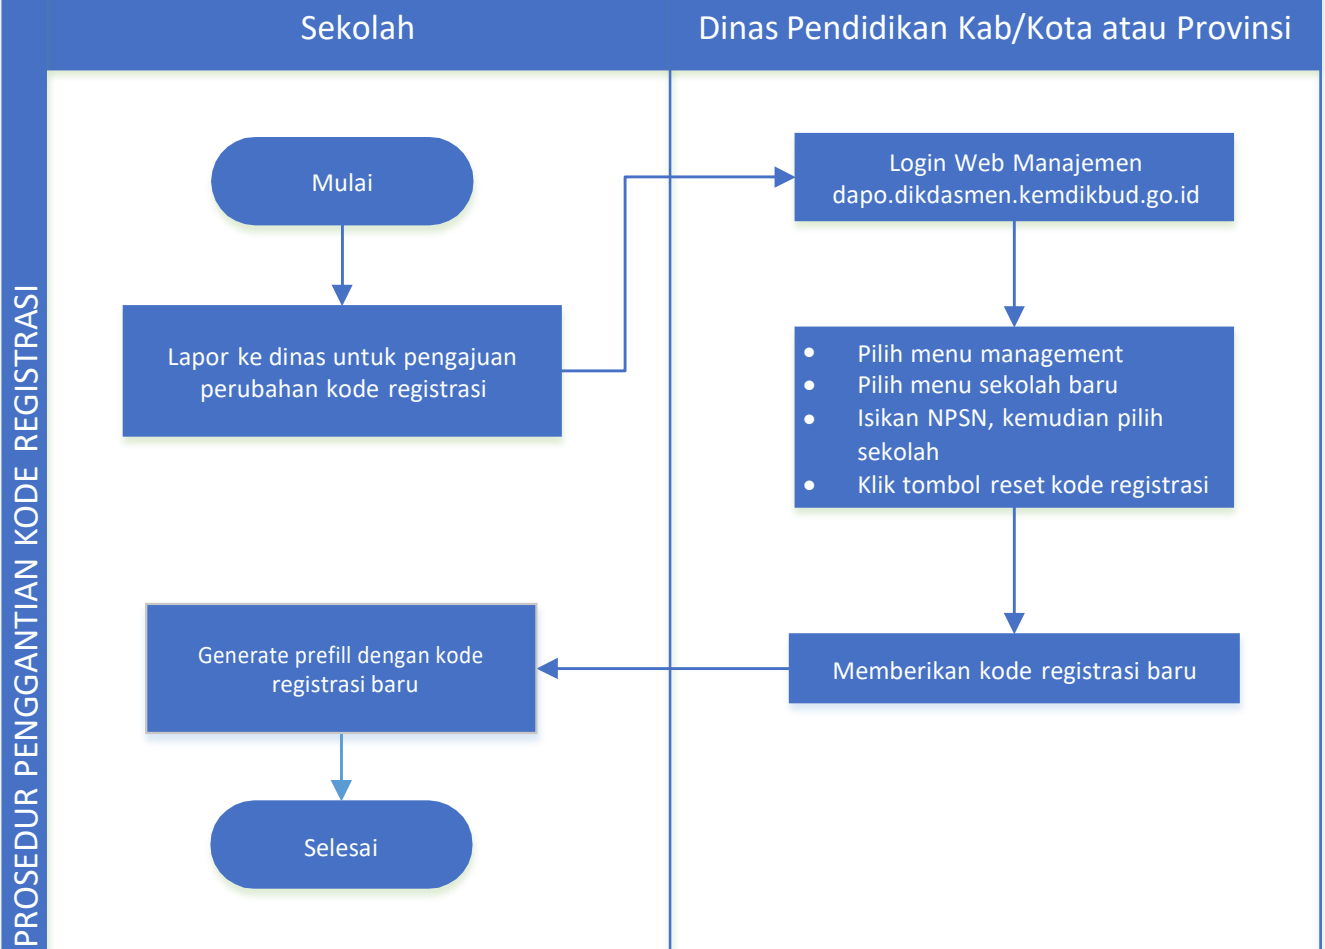 PROSEDUR PENGGANTIAN KODE REGISTRASI
Sekolah
Dinas Pendidikan Kab/Kota atau Provinsi
Mulai
Lapor ke dinas untuk pengajuan
perubahan kode registrasi
Login Web Manajemen
dapo.dikdasmen.kemdikbud.go.id
• Pilih menu management
• Pilih menu sekolah baru
• Isikan NPSN, kemudian pilih
sekolah
• Klik tombol reset kode registrasi
Memberikan kode registrasi baru
Generate prefill dengan kode
registrasi baru
Selesai